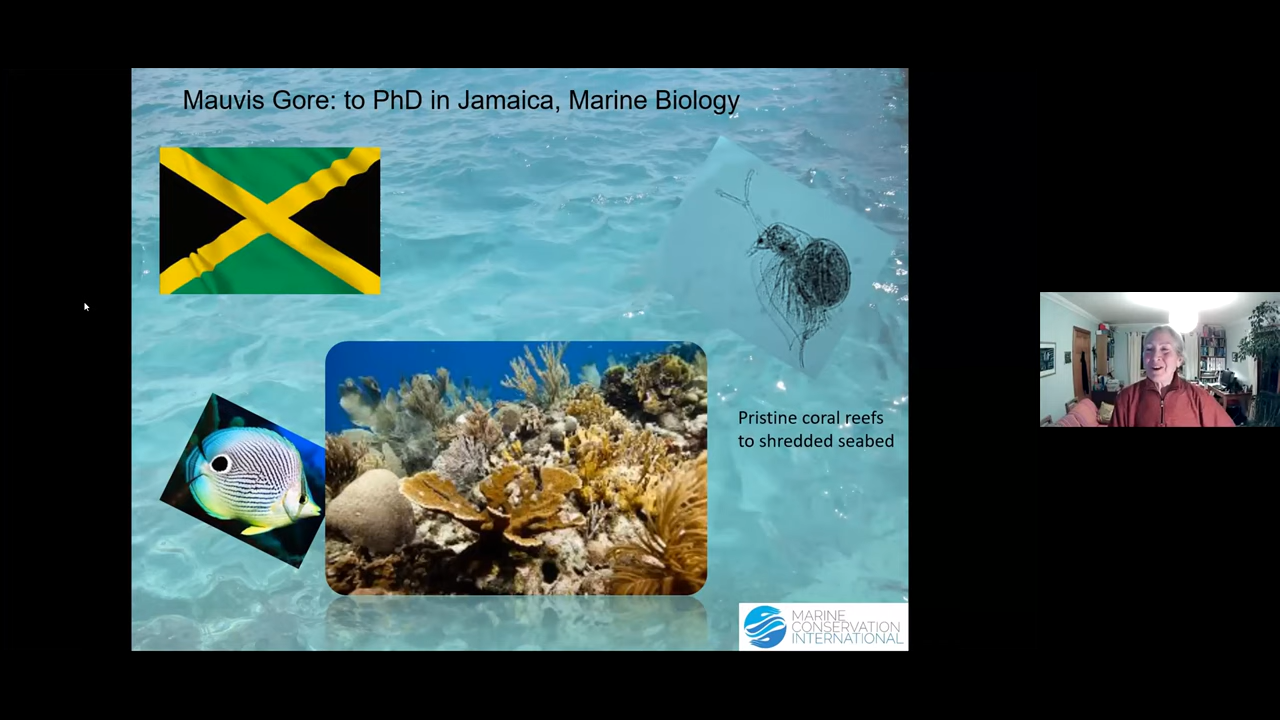 Mauvis Gore: to PhD in Jamaica, Marine Biology
Pristine coral reefs
to shredded seabed
MARINE
CONSERVATION
INTERNATIONAL